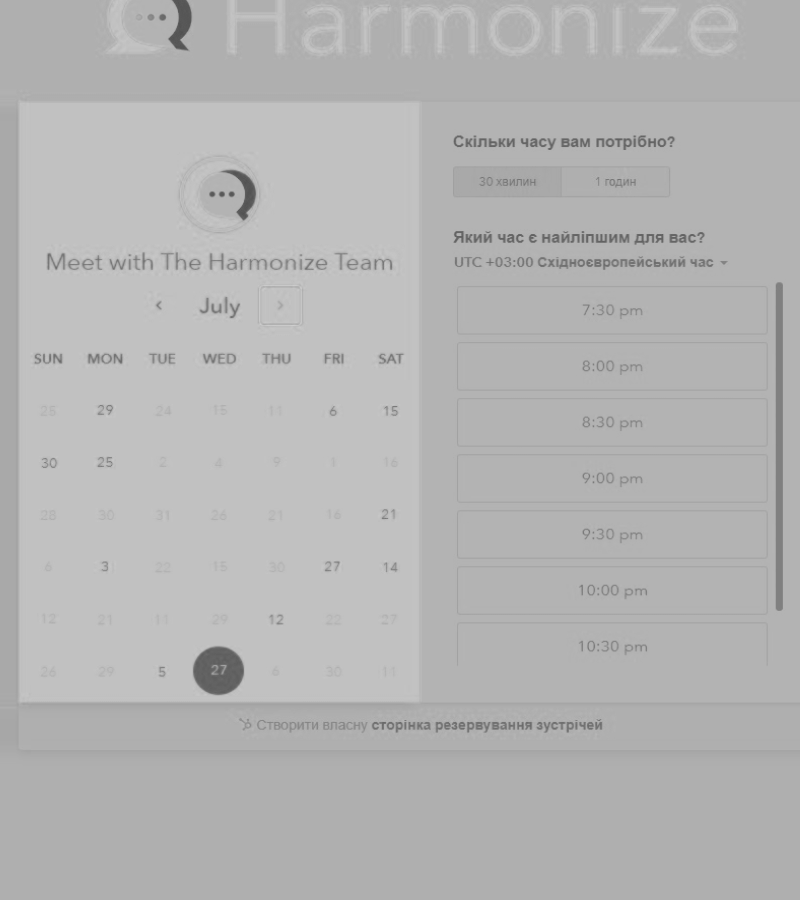 Harmonize
Meet with The Harmonize Team
July
SUN MON TUE WED THU FRI SAT
28 29 24 15 11 6 15
30 25 2 4 9 1 16
28 30 31 26 21 16 21
6 3 22 15 30 27 14
12 21 11 29 12 22 27
26 29 5 27 6 30 11
Скільки часу вам потрібно?
30 хвилин 1 годин
Який час є найліпшим для вас?
UTC +03:00 Східноєвропейський час
7:30 pm
8:00 pm
8:30 pm
9:00 pm
9:30 pm
10:00 pm
10:30 pm
Створити власну сторінка резервування зустрічей